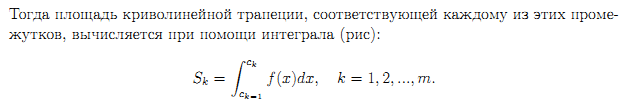 Тогда площадь криволинейной трапеции, соответствующей каждому из этих проме-
жутков, вычисляется при помощи интеграла (рис):
S_k = ∫_{c_{k-1}}^{c_k} f(x)dx, k = 1, 2, ..., m.